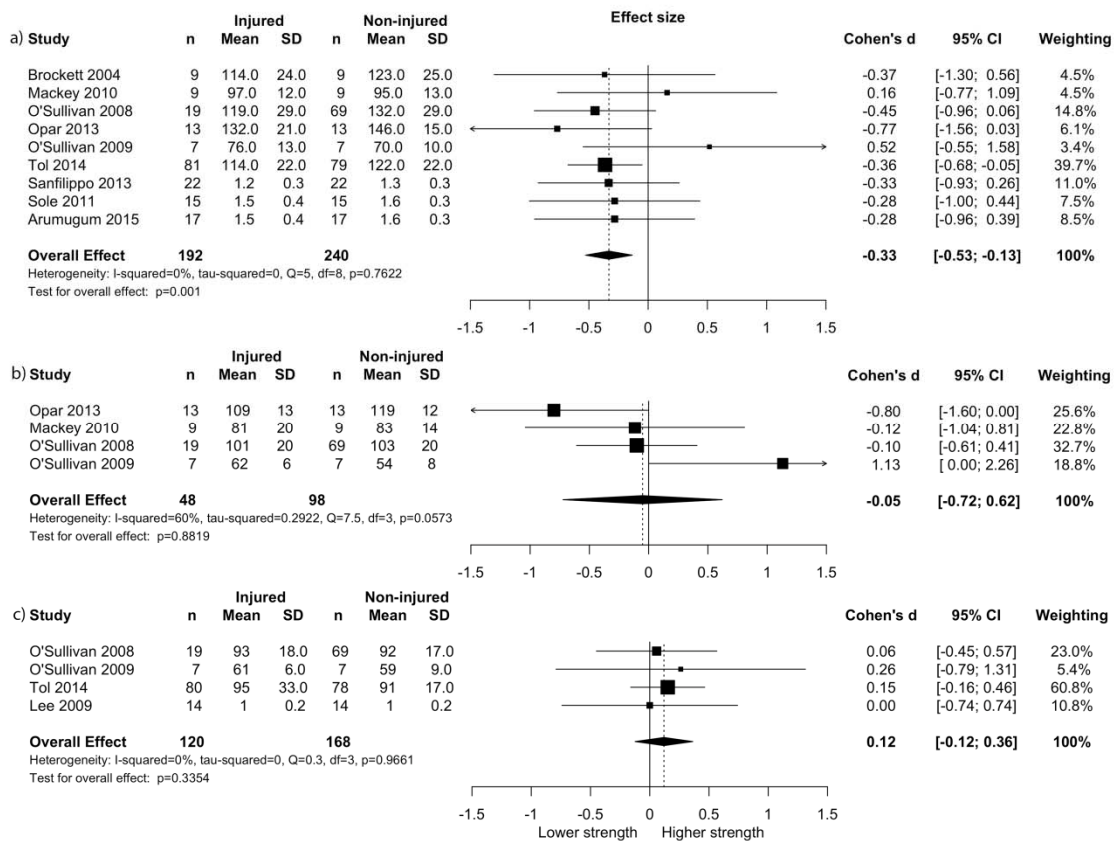 Injured Non-injured Effect size
a) Study n Mean SD n Mean SD Cohen's d 95% CI Weighting
Brockett 2004 9 114.0 24.0 9 123.0 25.0 -0.37 [-1.30; 0.56] 4.5%
Mackey 2010 9 97.0 12.0 9 95.0 13.0 0.16 [-0.77; 1.09] 4.5%
O'Sullivan 2008 19 119.0 29.0 69 132.0 29.0 -0.45 [-0.96; 0.06] 14.8%
Opar 2013 13 132.0 21.0 13 146.0 15.0 -0.77 [-1.56; 0.03] 6.1%
O'Sullivan 2009 7 76.0 13.0 7 70.0 10.0 0.52 [-0.55; 1.58] 3.4%
Tol 2014 81 114.0 22.0 79 122.0 22.0 -0.36 [-0.68; -0.05] 39.7%
Sanfilippo 2013 22 1.2 0.3 22 1.3 0.3 -0.33 [-0.93; 0.26] 11.0%
Sole 2011 15 1.5 0.4 15 1.6 0.3 -0.28 [-1.00; 0.44] 7.5%
Arumugum 2015 17 1.5 0.4 17 1.6 0.3 -0.28 [-0.96; 0.39] 8.5%
Overall Effect 192 240 -0.33 [-0.53; -0.13] 100%
Heterogeneity: I-squared=0%, tau-squared=0, Q=5, df=8, p=0.7622
Test for overall effect: p=0.001
-1.5 -1 -0.5 0 0.5 1 1.5
Injured Non-injured
b) Study n Mean SD n Mean SD Cohen's d 95% CI Weighting
Opar 2013 13 109 13 13 119 12 -0.80 [-1.60; 0.00] 25.6%
Mackey 2010 9 81 20 9 83 14 -0.12 [-1.04; 0.81] 22.8%
O'Sullivan 2008 19 101 20 69 103 20 -0.10 [-0.61; 0.41] 32.7%
O'Sullivan 2009 7 62 6 7 54 8 1.13 [ 0.00; 2.26] 18.8%
Overall Effect 48 98 -0.05 [-0.72; 0.62] 100%
Heterogeneity: I-squared=60%, tau-squared=0.2922, Q=7.5, df=3, p=0.0573
Test for overall effect: p=0.8819
-1.5 -1 -0.5 0 0.5 1 1.5
Injured Non-injured
c) Study n Mean SD n Mean SD Cohen's d 95% CI Weighting
O'Sullivan 2008 19 93 18.0 69 92 17.0 0.06 [-0.45; 0.57] 23.0%
O'Sullivan 2009 7 61 6.0 7 59 9.0 0.26 [-0.79; 1.31] 5.4%
Tol 2014 80 95 33.0 78 91 17.0 0.15 [-0.16; 0.46] 60.8%
Lee 2009 14 1 0.2 14 1 0.2 0.00 [-0.74; 0.74] 10.8%
Overall Effect 120 168 0.12 [-0.12; 0.36] 100%
Heterogeneity: I-squared=0%, tau-squared=0, Q=0.3, df=3, p=0.9661
Test for overall effect: p=0.3354
-1.5 -1 -0.5 0 0.5 1 1.5
Lower strength Higher strength